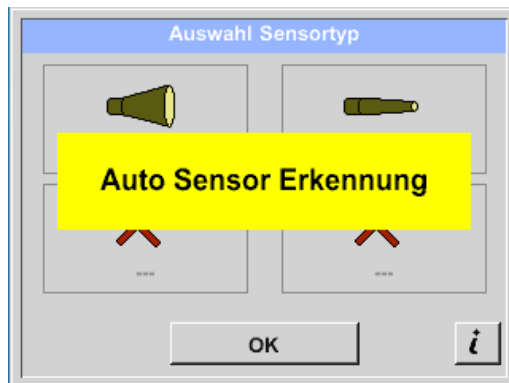 Auswahl Sensortyp
Auto Sensor Erkennung
--- ---
OK
i